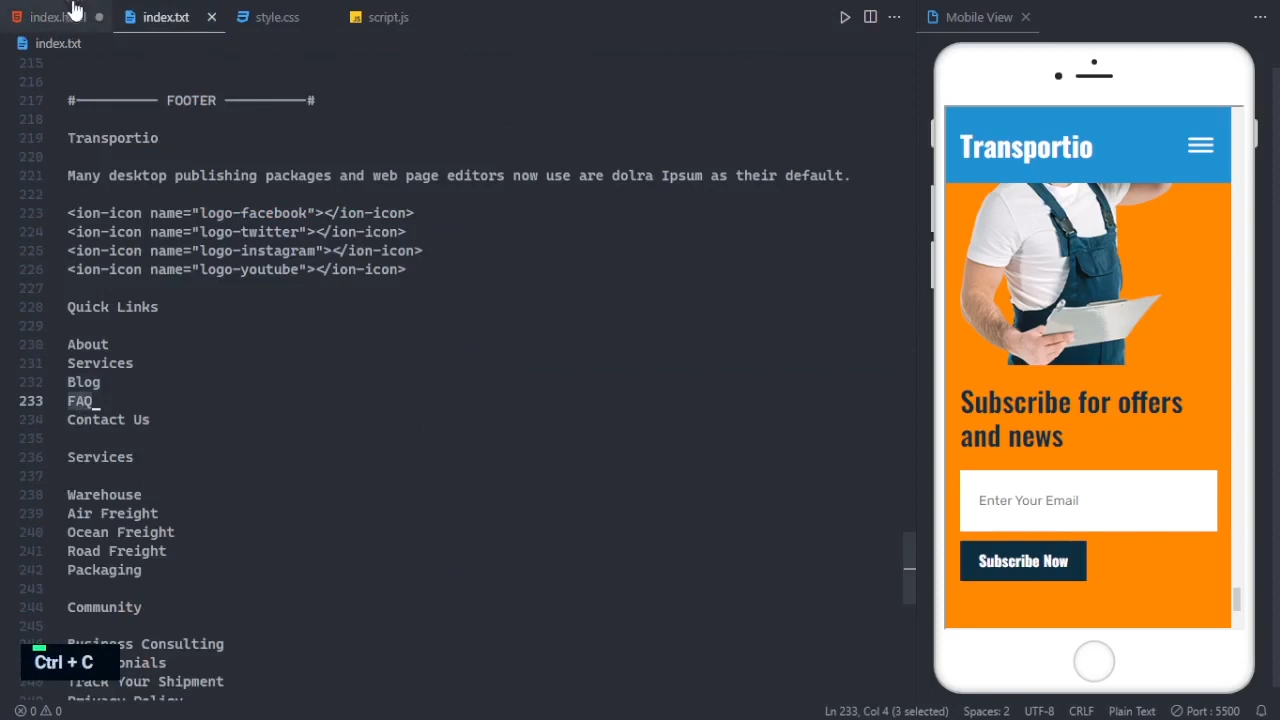 index.h
index.txt
style.css
script.js
Mobile View
index.txt
215
216
217 #—————————— FOOTER ——————————#
218
219 Transportio
220
221 Many desktop publishing packages and web page editors now use are dolra Ipsum as their default.
222
223 <ion-icon name="logo-facebook"></ion-icon>
224 <ion-icon name="logo-twitter"></ion-icon>
225 <ion-icon name="logo-instagram"></ion-icon>
226 <ion-icon name="logo-youtube"></ion-icon>
227
228 Quick Links
229
230 About
231 Services
232 Blog
233 FAQ
234 Contact Us
235
236 Services
237
238 Warehouse
239 Air Freight
240 Ocean Freight
241 Road Freight
242 Packaging
243
244 Community
245
Business Consulting
Track Your Shipment
Privacy Policy
Ctrl + C
Transportio
Subscribe for offers
and news
Enter Your Email
Subscribe Now
0 0
Ln 233, Col 4 (3 selected)
Spaces: 2
UTF-8
CRLF
Plain Text
Port : 5500